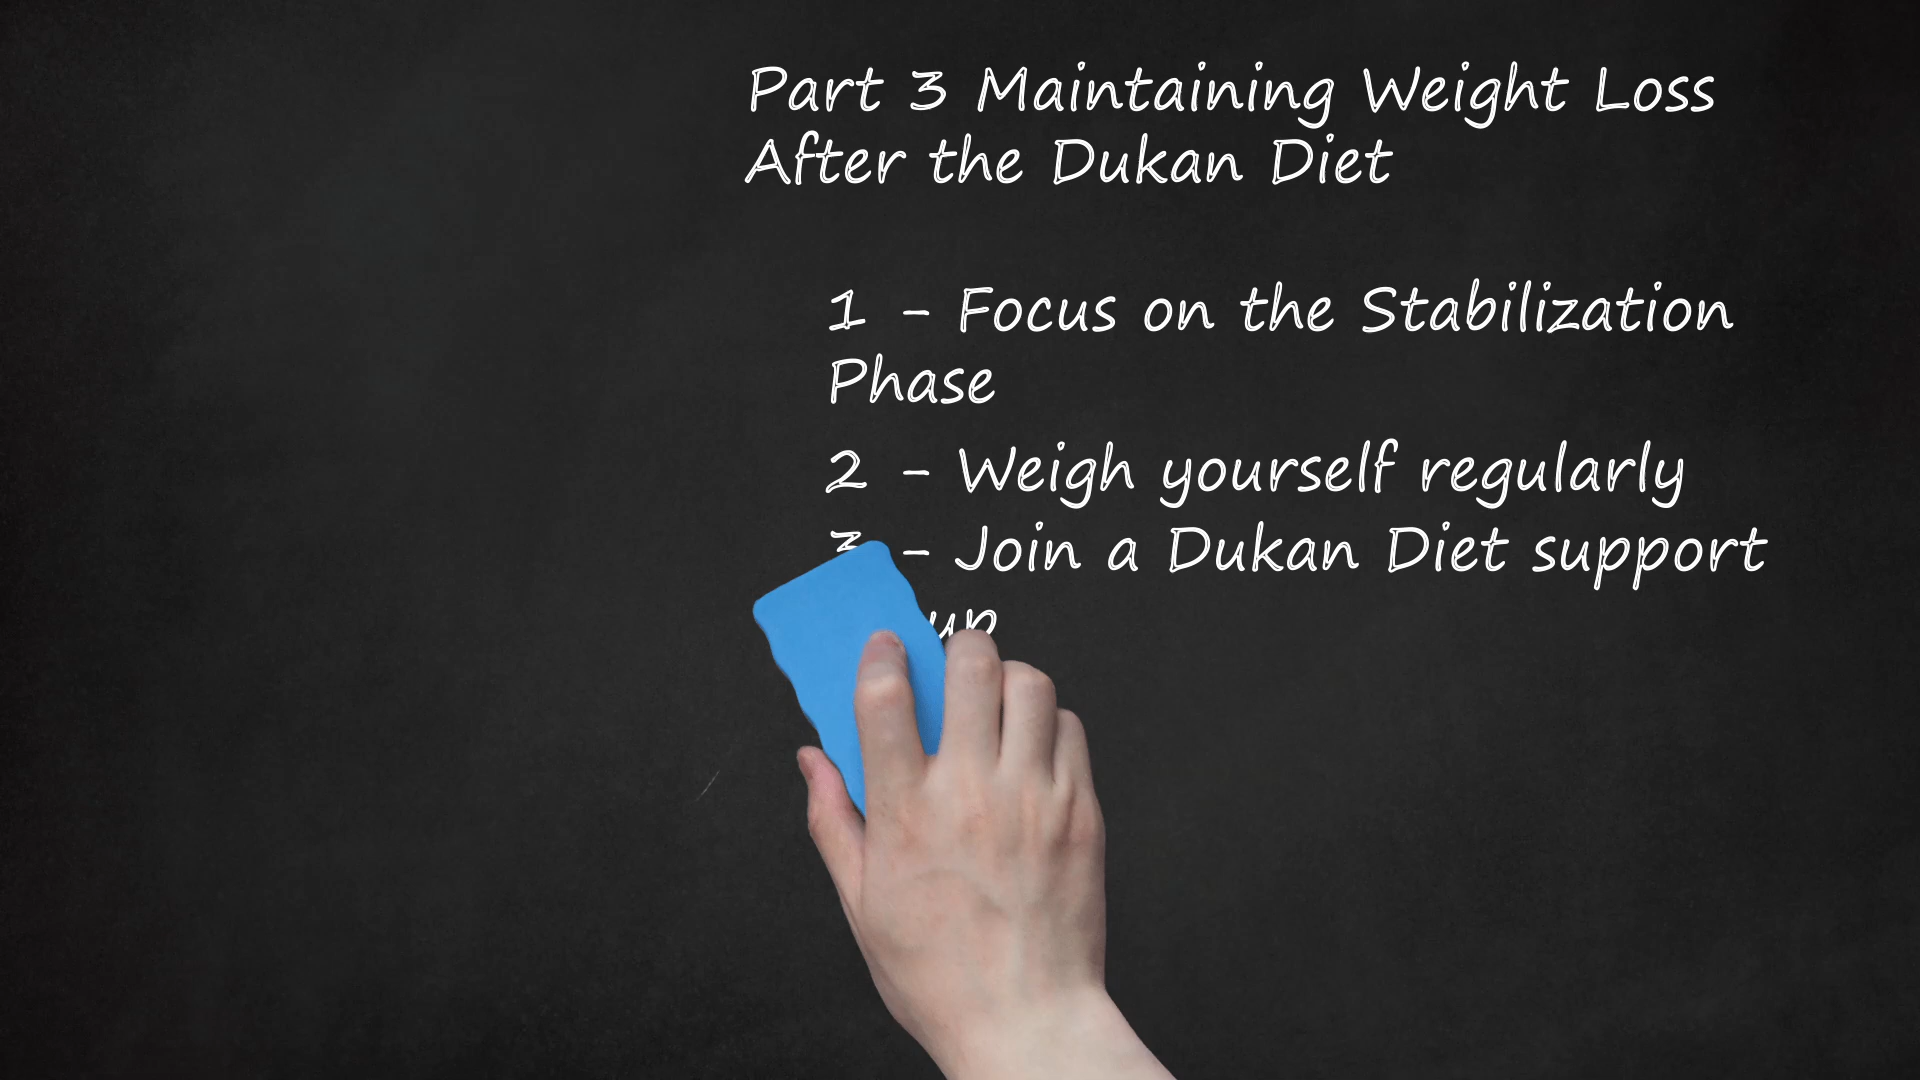 Part 3 Maintaining Weight Loss
After the Dukan Diet
1 - Focus on the Stabilization
Phase
2 - Weigh yourself regularly
3 - Join a Dukan Diet support